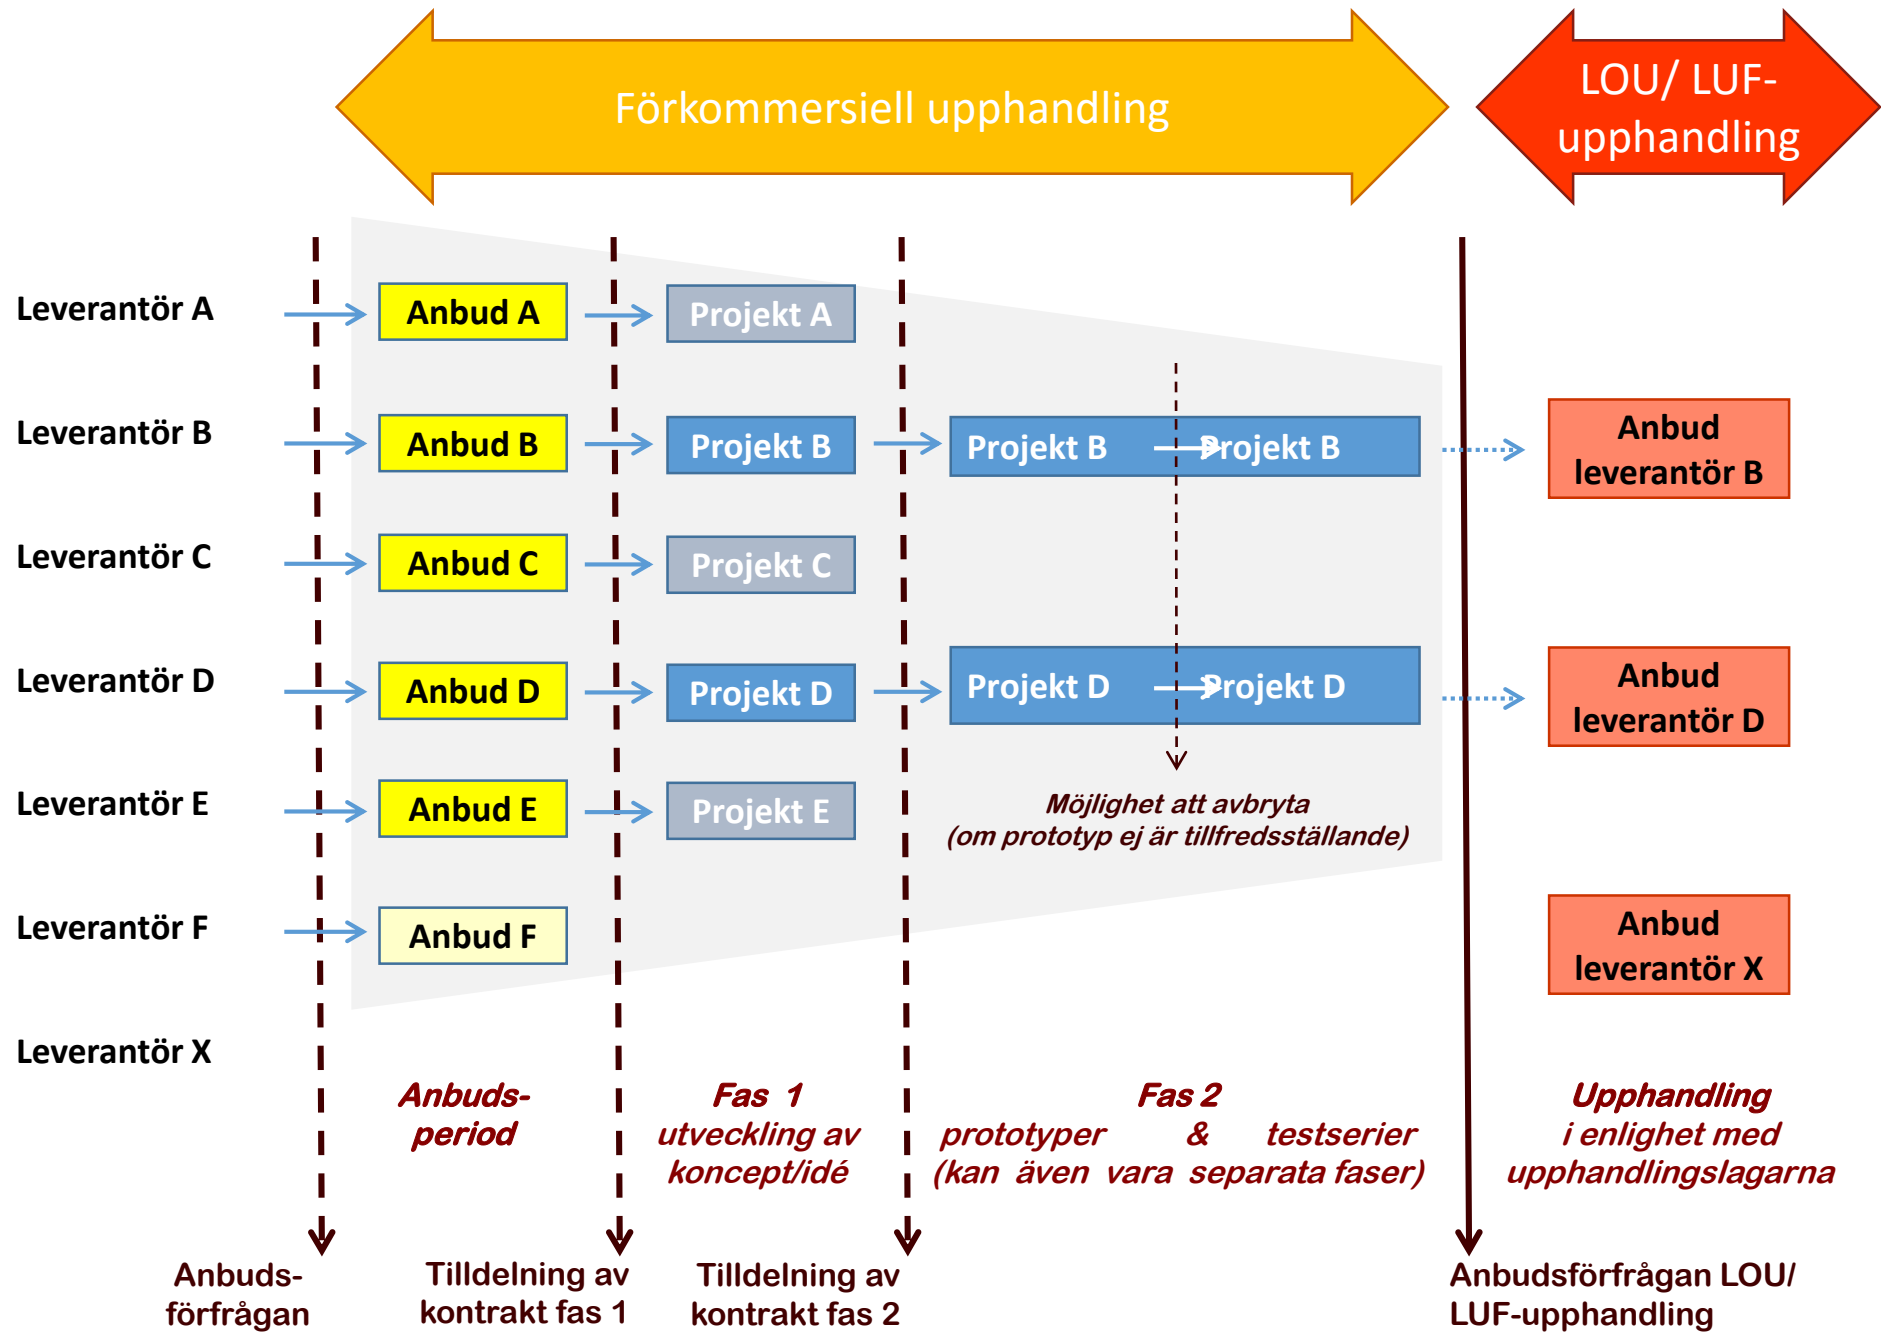 Förkommersiell upphandling
LOU/ LUF-
upphandling
Leverantör A
Anbud A
Projekt A
Leverantör B
Anbud B
Projekt B
Projekt B
Projekt B
Anbud
leverantör B
Leverantör C
Anbud C
Projekt C
Leverantör D
Anbud D
Projekt D
Projekt D
Projekt D
Anbud
leverantör D
Leverantör E
Anbud E
Projekt E
Möjlighet att avbryta
(om prototyp ej är tillfredsställande)
Leverantör F
Anbud F
Anbud
leverantör X
Leverantör X
Anbuds-
period
Fas 1
utveckling av
koncept/idé
Fas 2
prototyper & testserier
(kan även vara separata faser)
Upphandling
i enlighet med
upphandlingslagarna
Anbuds-
förfrågan
Tilldelning av
kontrakt fas 1
Tilldelning av
kontrakt fas 2
Anbudsförfrågan LOU/
LUF-upphandling